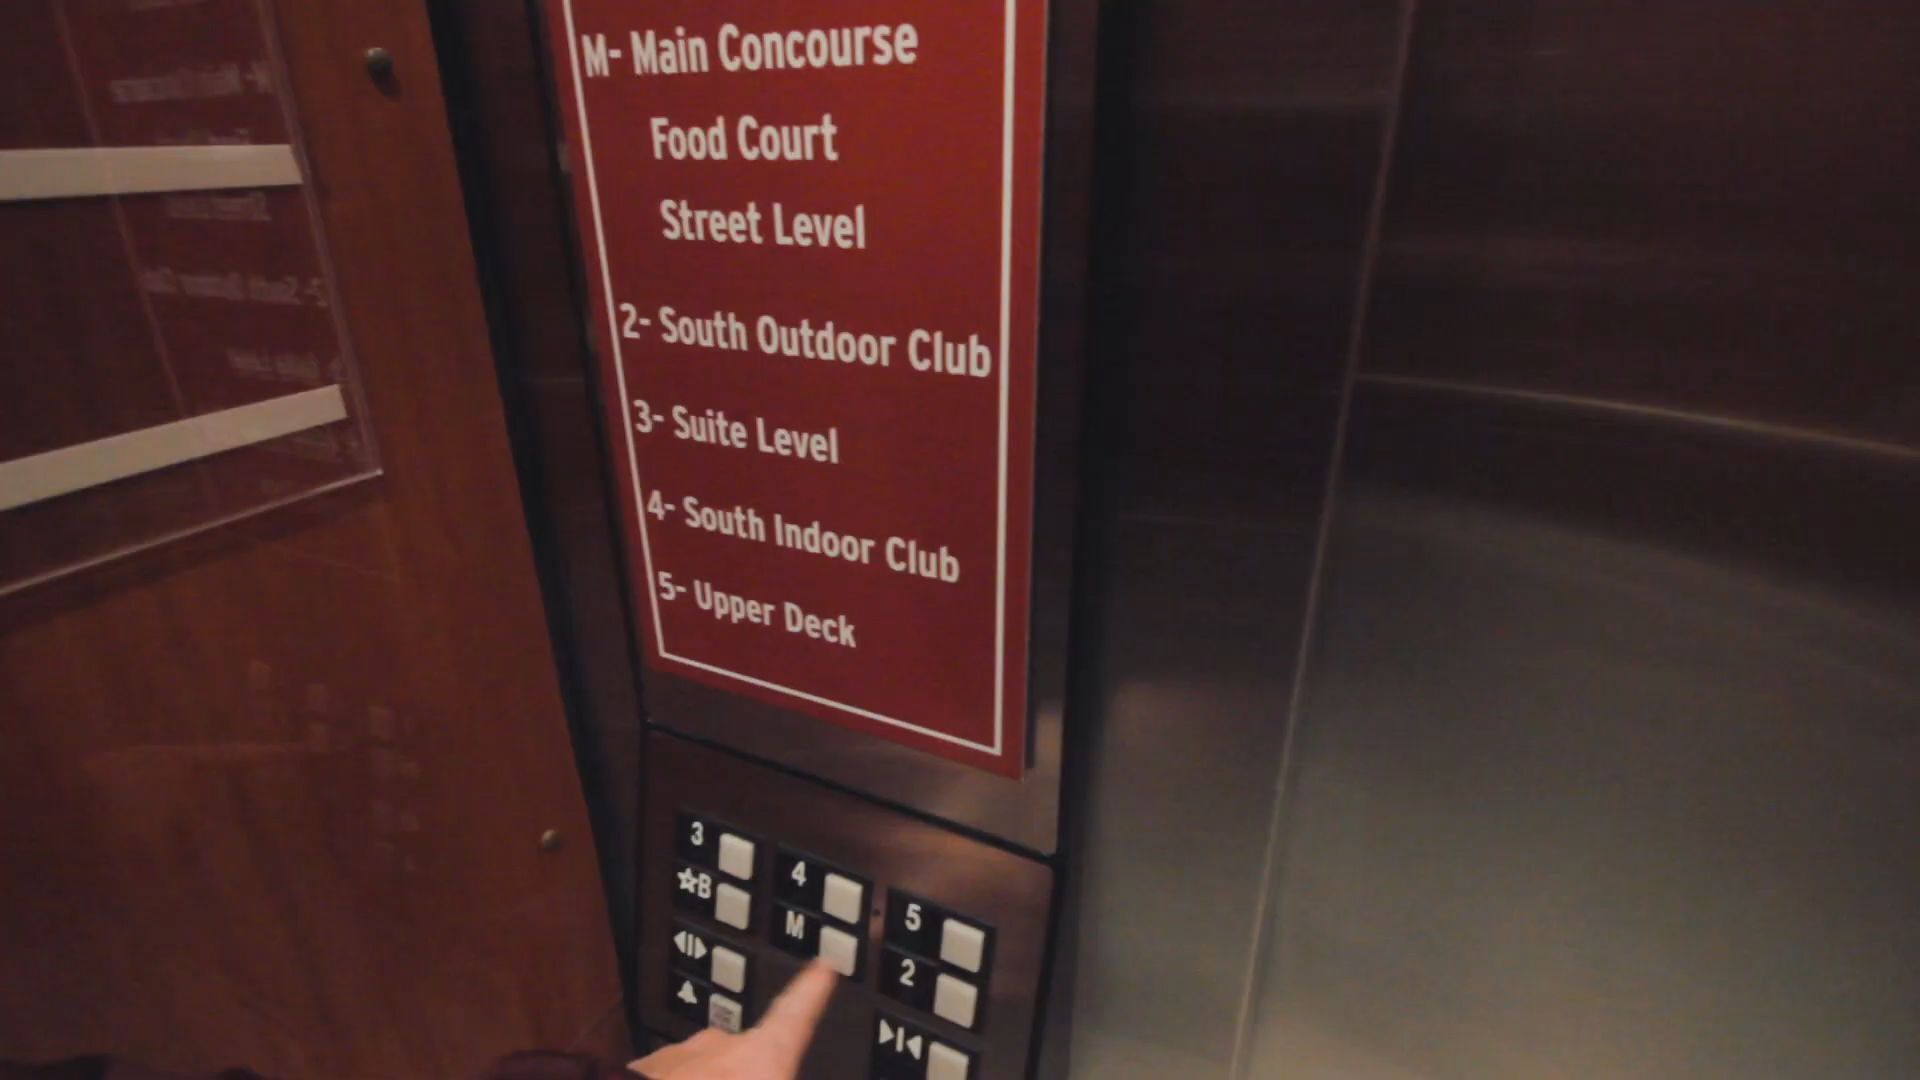 M- Main Concourse
Food Court
Street Level
2- South Outdoor Club
3- Suite Level
4- South Indoor Club
5- Upper Deck
3
4
5
☆B
M
2